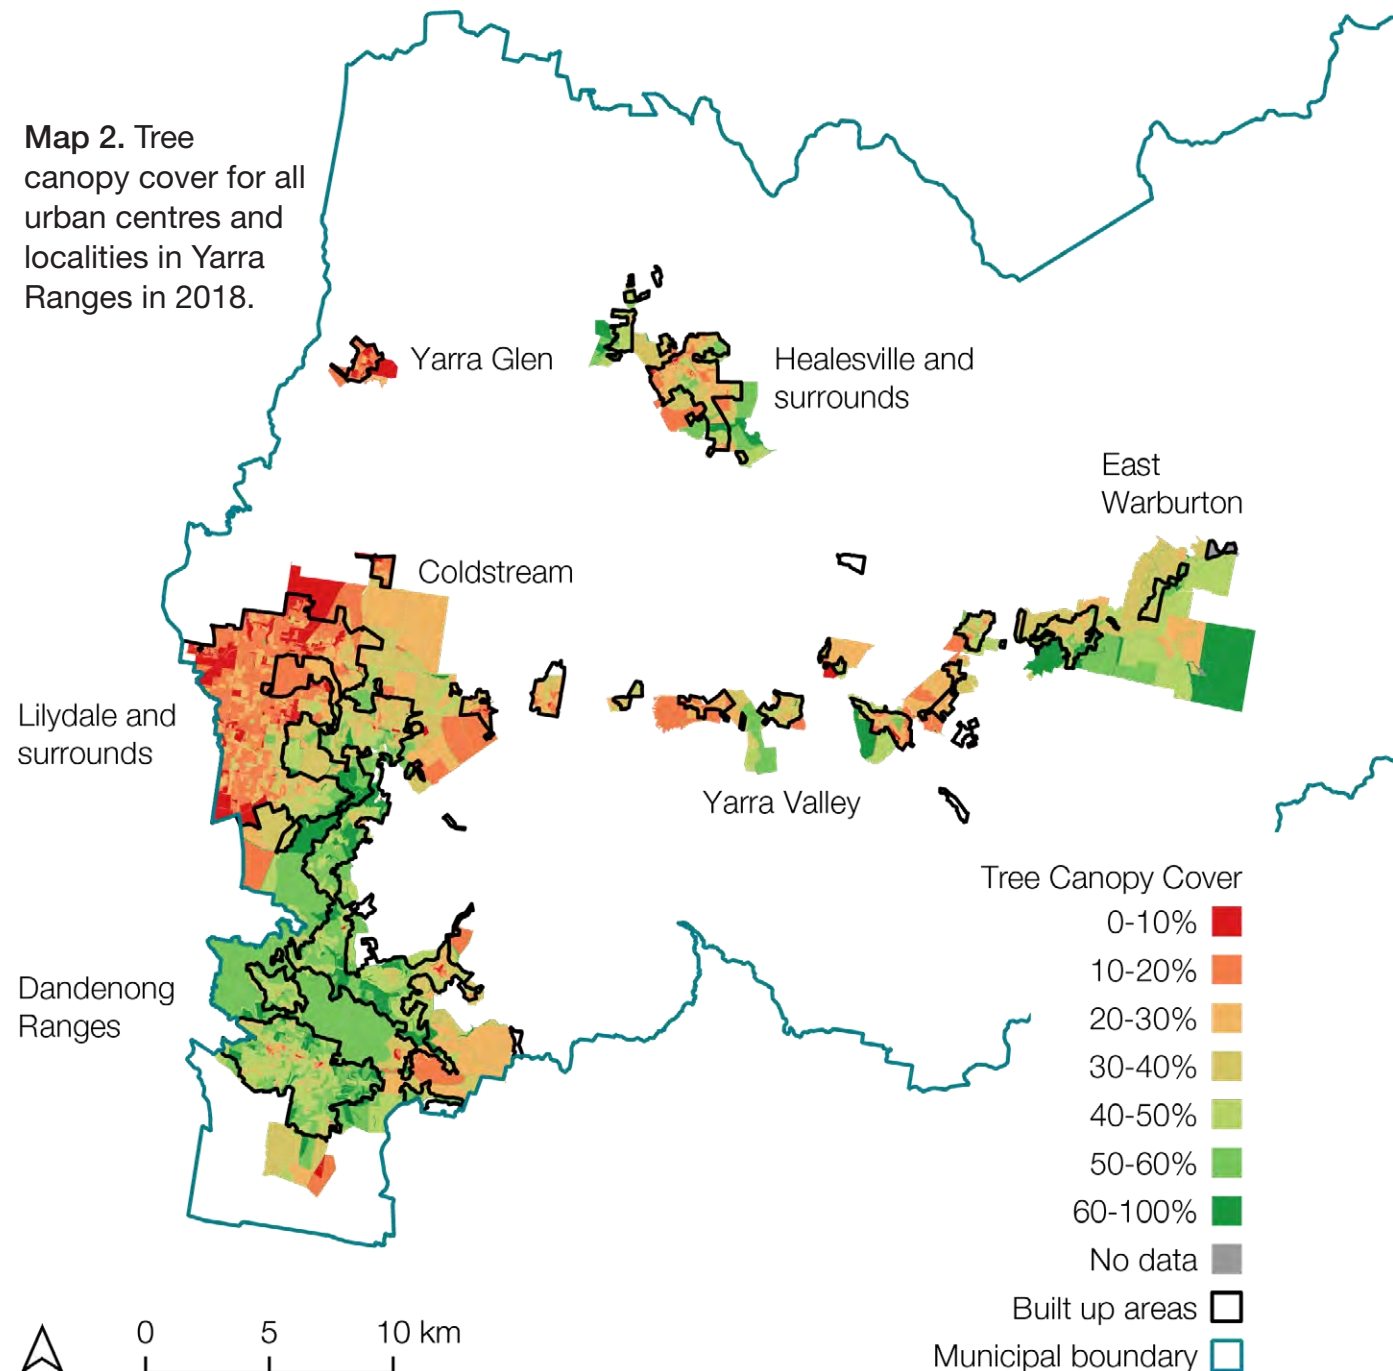 Map 2. Tree
canopy cover for all
urban centres and
localities in Yarra
Ranges in 2018.
Yarra Glen
Healesville and
surrounds
East
Warburton
Coldstream
Lilydale and
surrounds
Yarra Valley
Dandenong
Ranges
Tree Canopy Cover
0-10%
10-20%
20-30%
30-40%
40-50%
50-60%
60-100%
No data
Built up areas
Municipal boundary
0 5 10 km